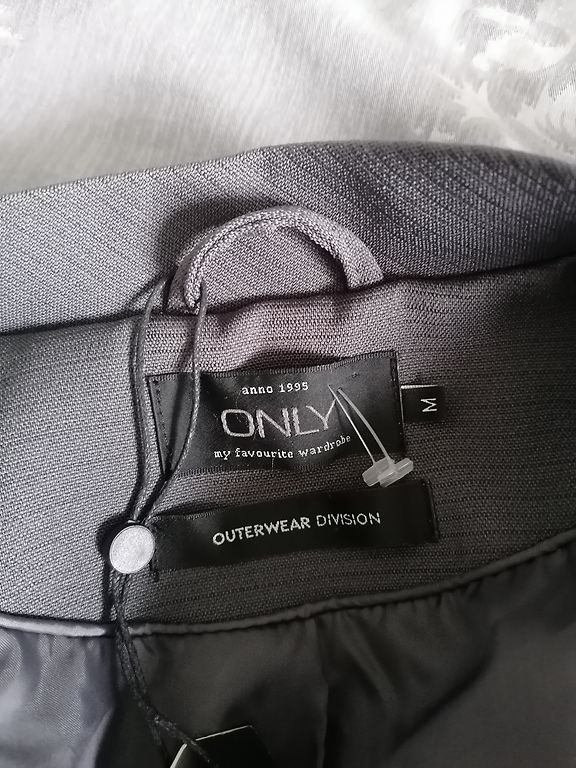 anno 1995
ONLY
my favourite wardrobe
M
OUTERWEAR DIVISION